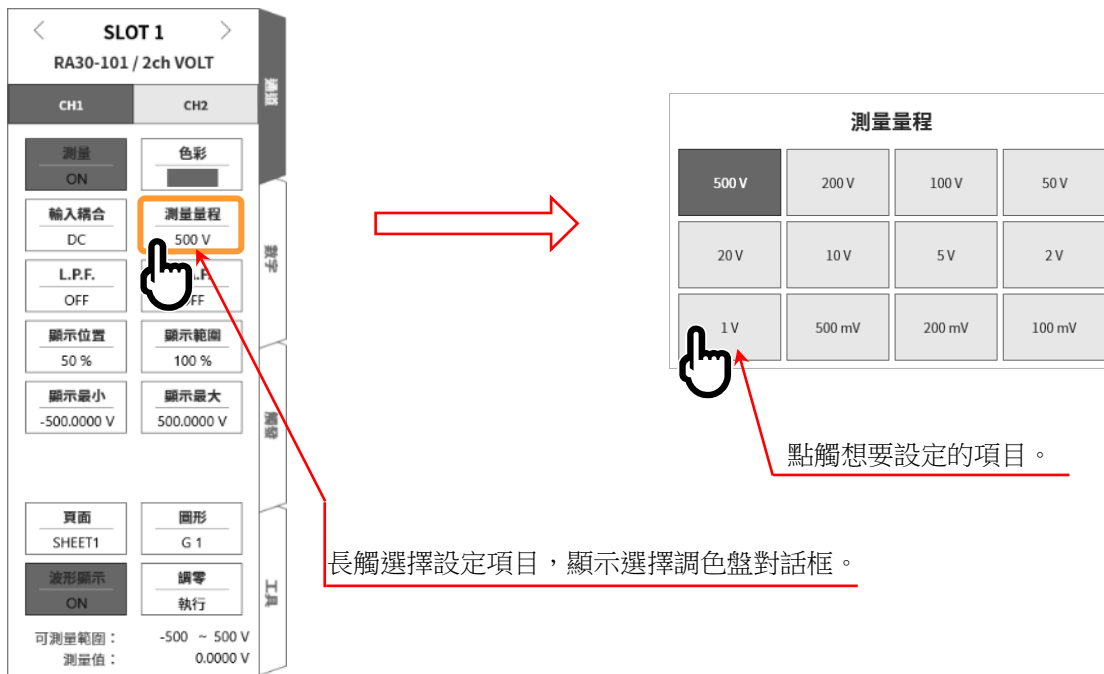 SLOT 1
RA30-101 / 2ch VOLT
CH1 CH2
測量 色彩
ON
輸入耦合 測量量程
DC 500 V
L.P.F. .P.
OFF OFF
顯示位置 顯示範圍
50 % 100 %
顯示最小 顯示最大
-500.0000 V 500.0000 V
頁面 圖形
SHEET1 G 1
波形顯示 調零
ON 執行
可測量範圍： -500 ~ 500 V
測量值： 0.0000 V
通道
數字
觸發
工具
測量量程
500 V 200 V 100 V 50 V
20 V 10 V 5 V 2 V
1 V 500 mV 200 mV 100 mV
點觸想要設定的項目。
長觸選擇設定項目，顯示選擇調色盤對話框。